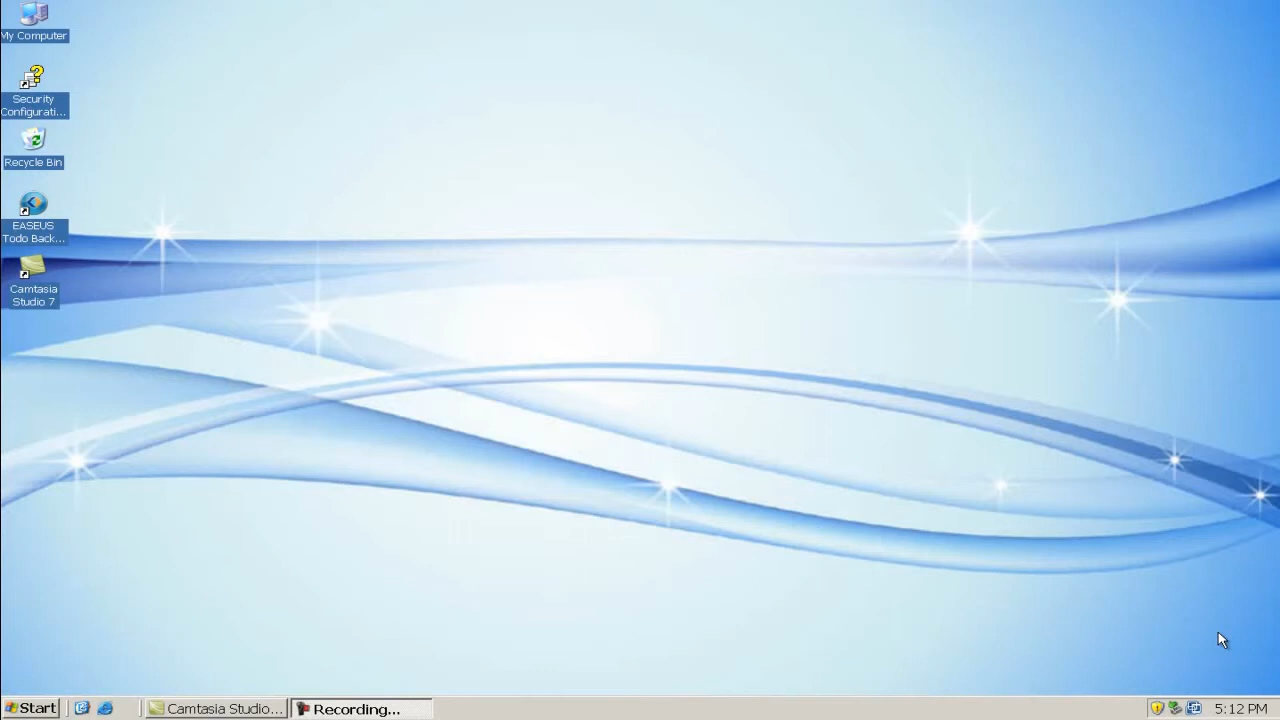 My Computer
Security
Configurati...
Recycle Bin
EASEUS
Todo Back...
Camtasia
Studio 7
Start
Camtasia Studio...
Recording...
5:12 PM